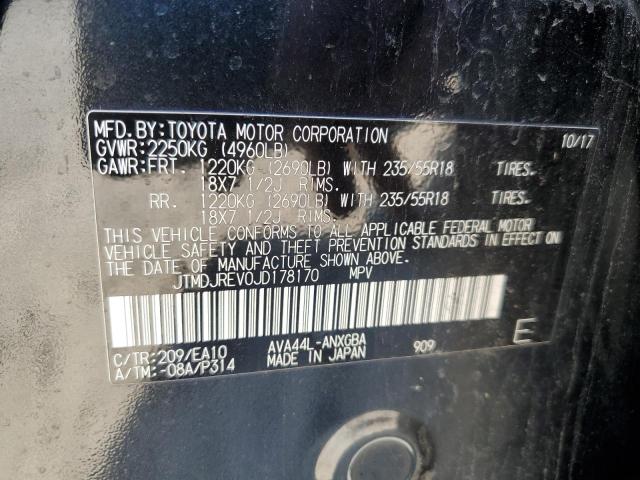 MFD. BY: TOYOTA MOTOR CORPORATION 10/17
GVWR: 2250KG (4960LB)
GAWR: FRT. 1220KG (2690LB) WITH 235/55R18 TIRES.
18X7 1/2J RIMS.
RR. 1220KG (2690LB) WITH 235/55R18 TIRES.
18X7 1/2J RIMS.
THIS VEHICLE CONFORMS TO ALL APPLICABLE FEDERAL MOTOR
VEHICLE SAFETY AND THEFT PREVENTION STANDARDS IN EFFECT ON
THE DATE OF MANUFACTURE SHOWN ABOVE.
JTMDJREV0JD178170 MPV
C/TR: 209/EA10 AVA44L-ANXGBA 909 E
A/TM: -08A/P314 MADE IN JAPAN